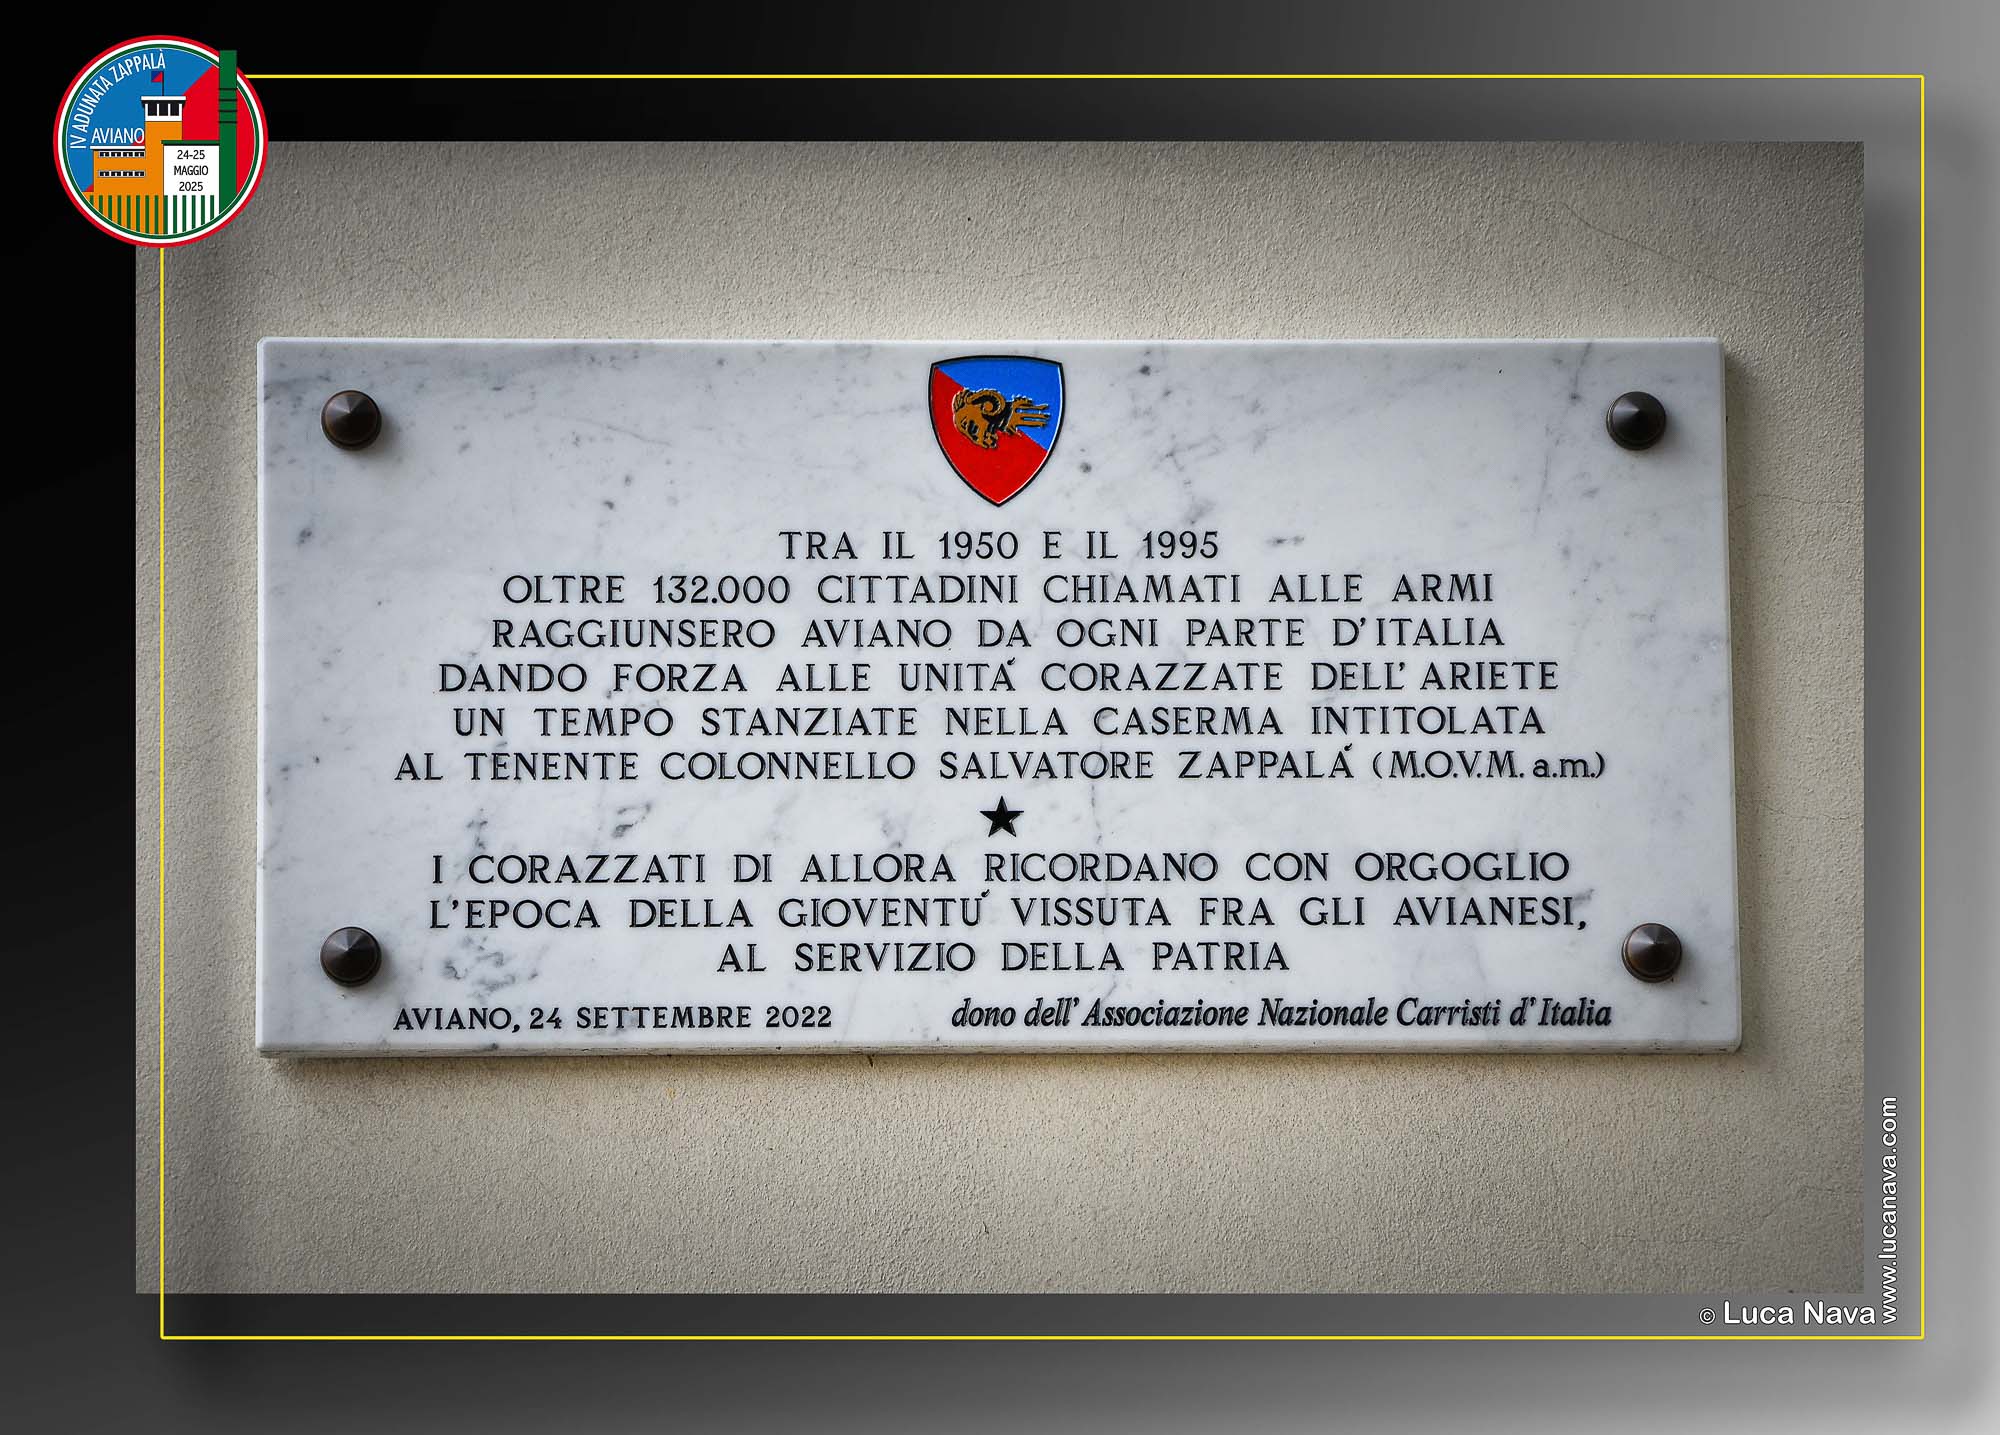 IV ADUNATA ZAPPALÀ
AVIANO
24-25
MAGGIO
2025
TRA IL 1950 E IL 1995
OLTRE 132.000 CITTADINI CHIAMATI ALLE ARMI
RAGGIUNSERO AVIANO DA OGNI PARTE D'ITALIA
DANDO FORZA ALLE UNITÁ CORAZZATE DELL'ARIETE
UN TEMPO STANZIATE NELLA CASERMA INTITOLATA
AL TENENTE COLONNELLO SALVATORE ZAPPALÁ (M.O.V.M. a.m.)
★
I CORAZZATI DI ALLORA RICORDANO CON ORGOGLIO
L'EPOCA DELLA GIOVENTÚ VISSUTA FRA GLI AVIANESI,
AL SERVIZIO DELLA PATRIA
AVIANO, 24 SETTEMBRE 2022
dono dell'Associazione Nazionale Carristi d'Italia
© Luca Nava
www.lucanava.com